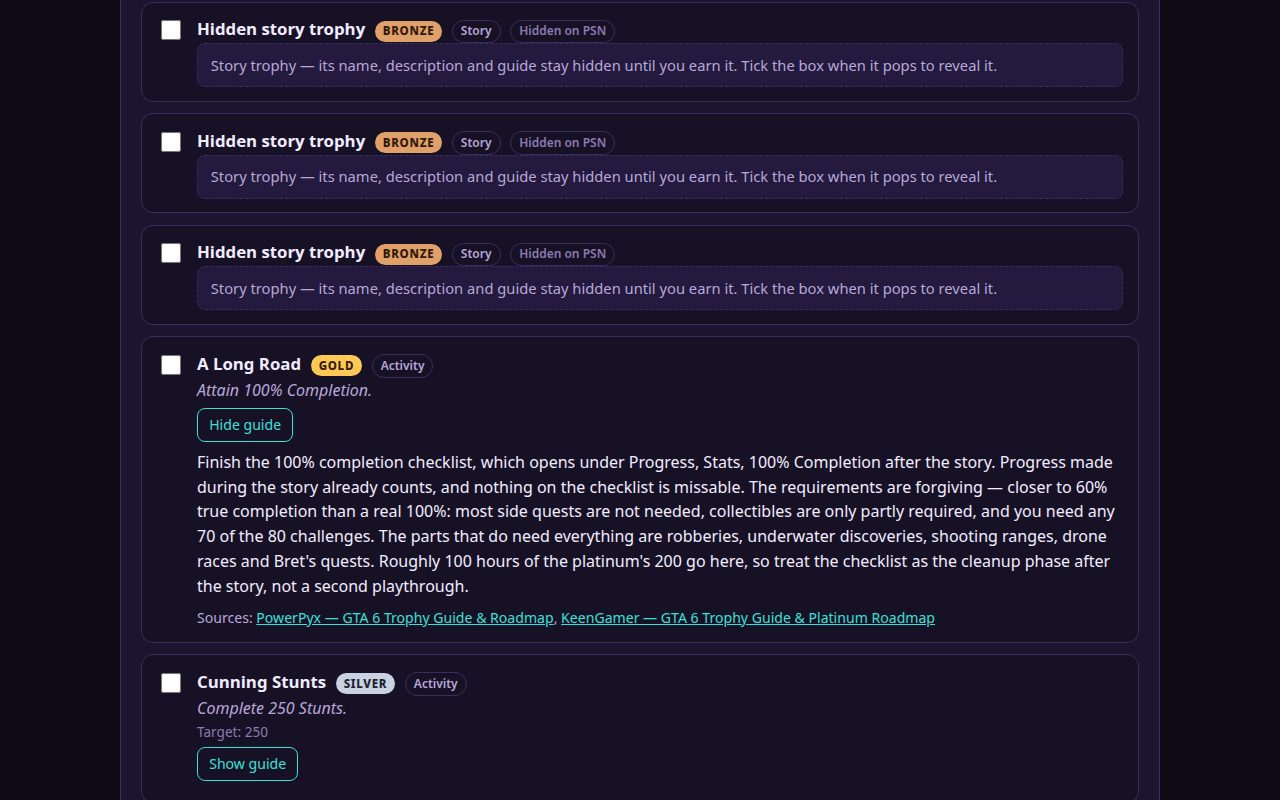 Hidden story trophy BRONZE Story Hidden on PSN
Story trophy — its name, description and guide stay hidden until you earn it. Tick the box when it pops to reveal it.
Hidden story trophy BRONZE Story Hidden on PSN
Story trophy — its name, description and guide stay hidden until you earn it. Tick the box when it pops to reveal it.
Hidden story trophy BRONZE Story Hidden on PSN
Story trophy — its name, description and guide stay hidden until you earn it. Tick the box when it pops to reveal it.
A Long Road GOLD Activity
Attain 100% Completion.
Hide guide
Finish the 100% completion checklist, which opens under Progress, Stats, 100% Completion after the story. Progress made
during the story already counts, and nothing on the checklist is missable. The requirements are forgiving — closer to 60%
true completion than a real 100%: most side quests are not needed, collectibles are only partly required, and you need any
70 of the 80 challenges. The parts that do need everything are robberies, underwater discoveries, shooting ranges, drone
races and Bret's quests. Roughly 100 hours of the platinum's 200 go here, so treat the checklist as the cleanup phase after
the story, not a second playthrough.
Sources: PowerPyx — GTA 6 Trophy Guide & Roadmap, KeenGamer — GTA 6 Trophy Guide & Platinum Roadmap
Cunning Stunts SILVER Activity
Complete 250 Stunts.
Target: 250
Show guide